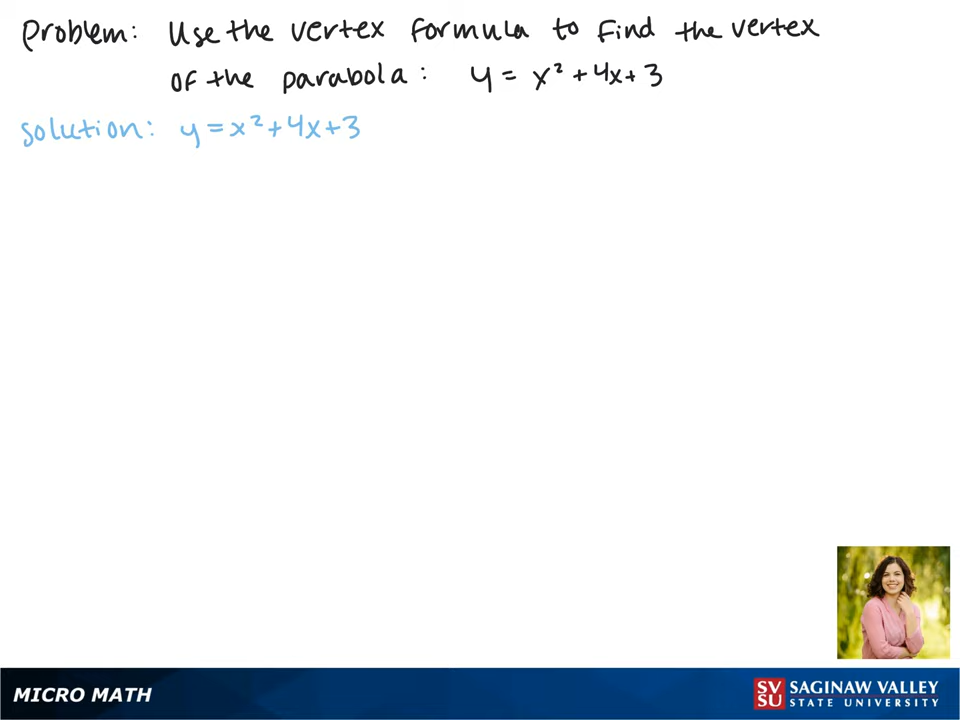 Problem: Use the vertex formula to find the vertex
of the parabola: y = x² + 4x + 3
solution: y = x² + 4x + 3
MICRO MATH
SV SU SAGINAW VALLEY
STATE UNIVERSITY